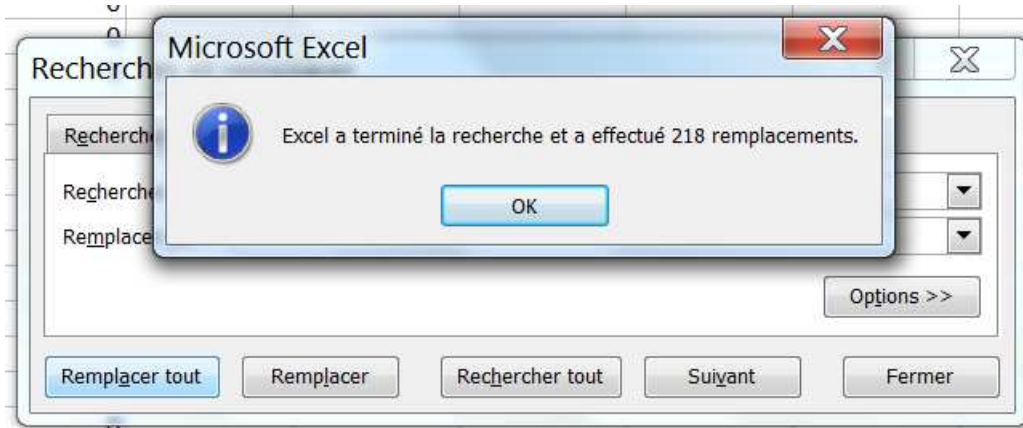 0
Microsoft Excel
Recherch
Excel a terminé la recherche et a effectué 218 remplacements.
Recherche
Recherche
OK
Remplace
Options >>
Remplacer tout
Remplacer
Rechercher tout
Suivant
Fermer